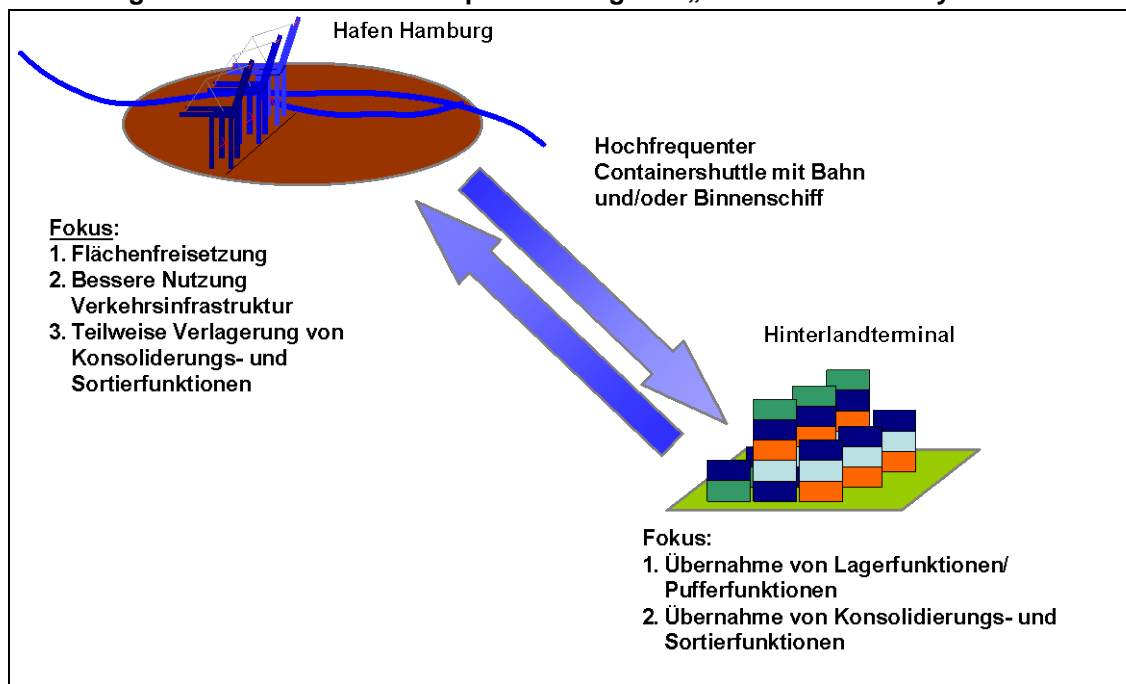 Hafen Hamburg
Hochfrequenter
Containershuttle mit Bahn
und/oder Binnenschiff
Fokus:
1. Flächenfreisetzung
2. Bessere Nutzung
Verkehrsinfrastruktur
3. Teilweise Verlagerung von
Konsoliderungs- und
Sortierfunktionen
Hinterlandterminal
Fokus:
1. Übernahme von Lagerfunktionen/
Pufferfunktionen
2. Übernahme von Konsolidierungs- und
Sortierfunktionen